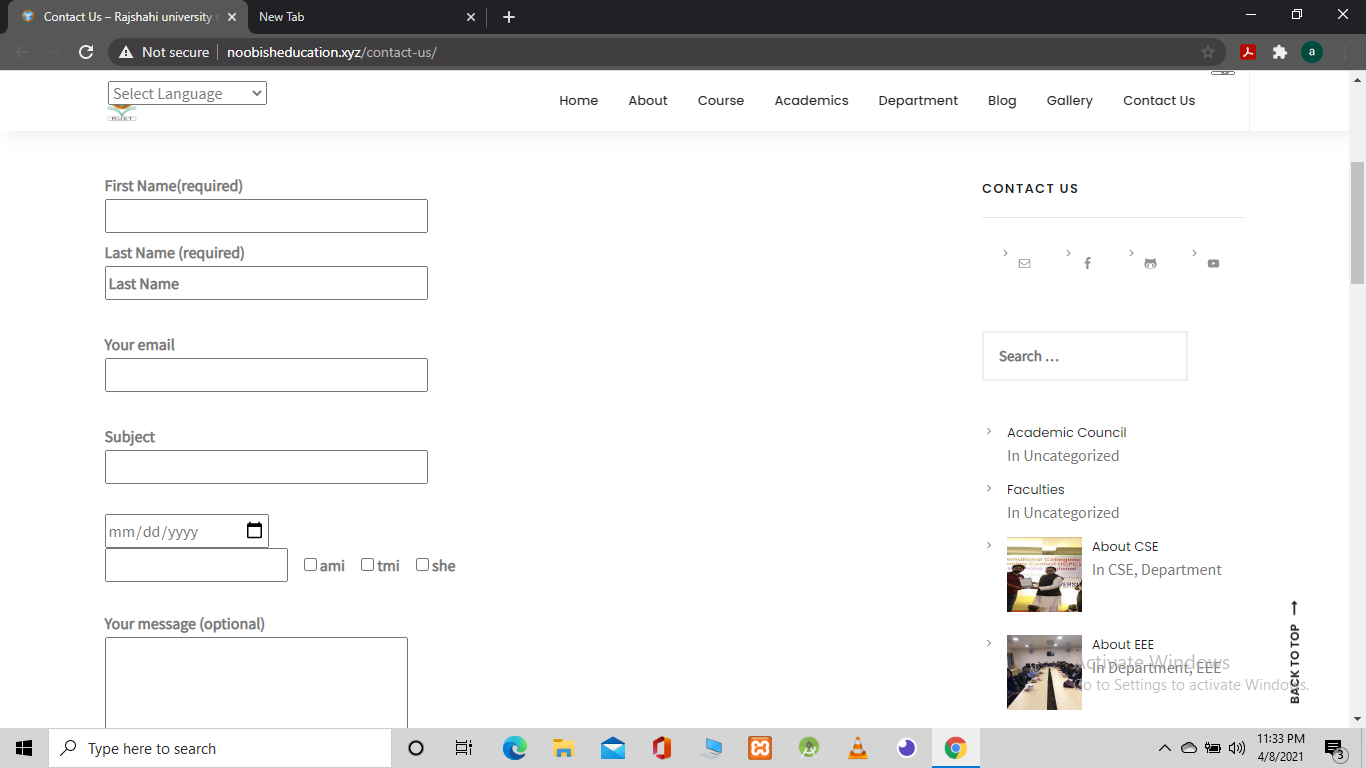 Contact Us – Rajshahi university s
New Tab
Not secure
noobisheducation.xyz/contact-us/
a
Select Language
Home
About
Course
Academics
Department
Blog
Gallery
Contact Us
First Name(required)
Last Name (required)
Last Name
Your email
Subject
mm/dd/yyyy
ami
tmi
she
Your message (optional)
CONTACT US
Search ...
Academic Council
In Uncategorized
Faculties
In Uncategorized
About CSE
In CSE, Department
About EEE
In Department, EEE
BACK TO TOP
Activate Windows
Go to Settings to activate Windows.
Type here to search
11:33 PM
4/8/2021
3